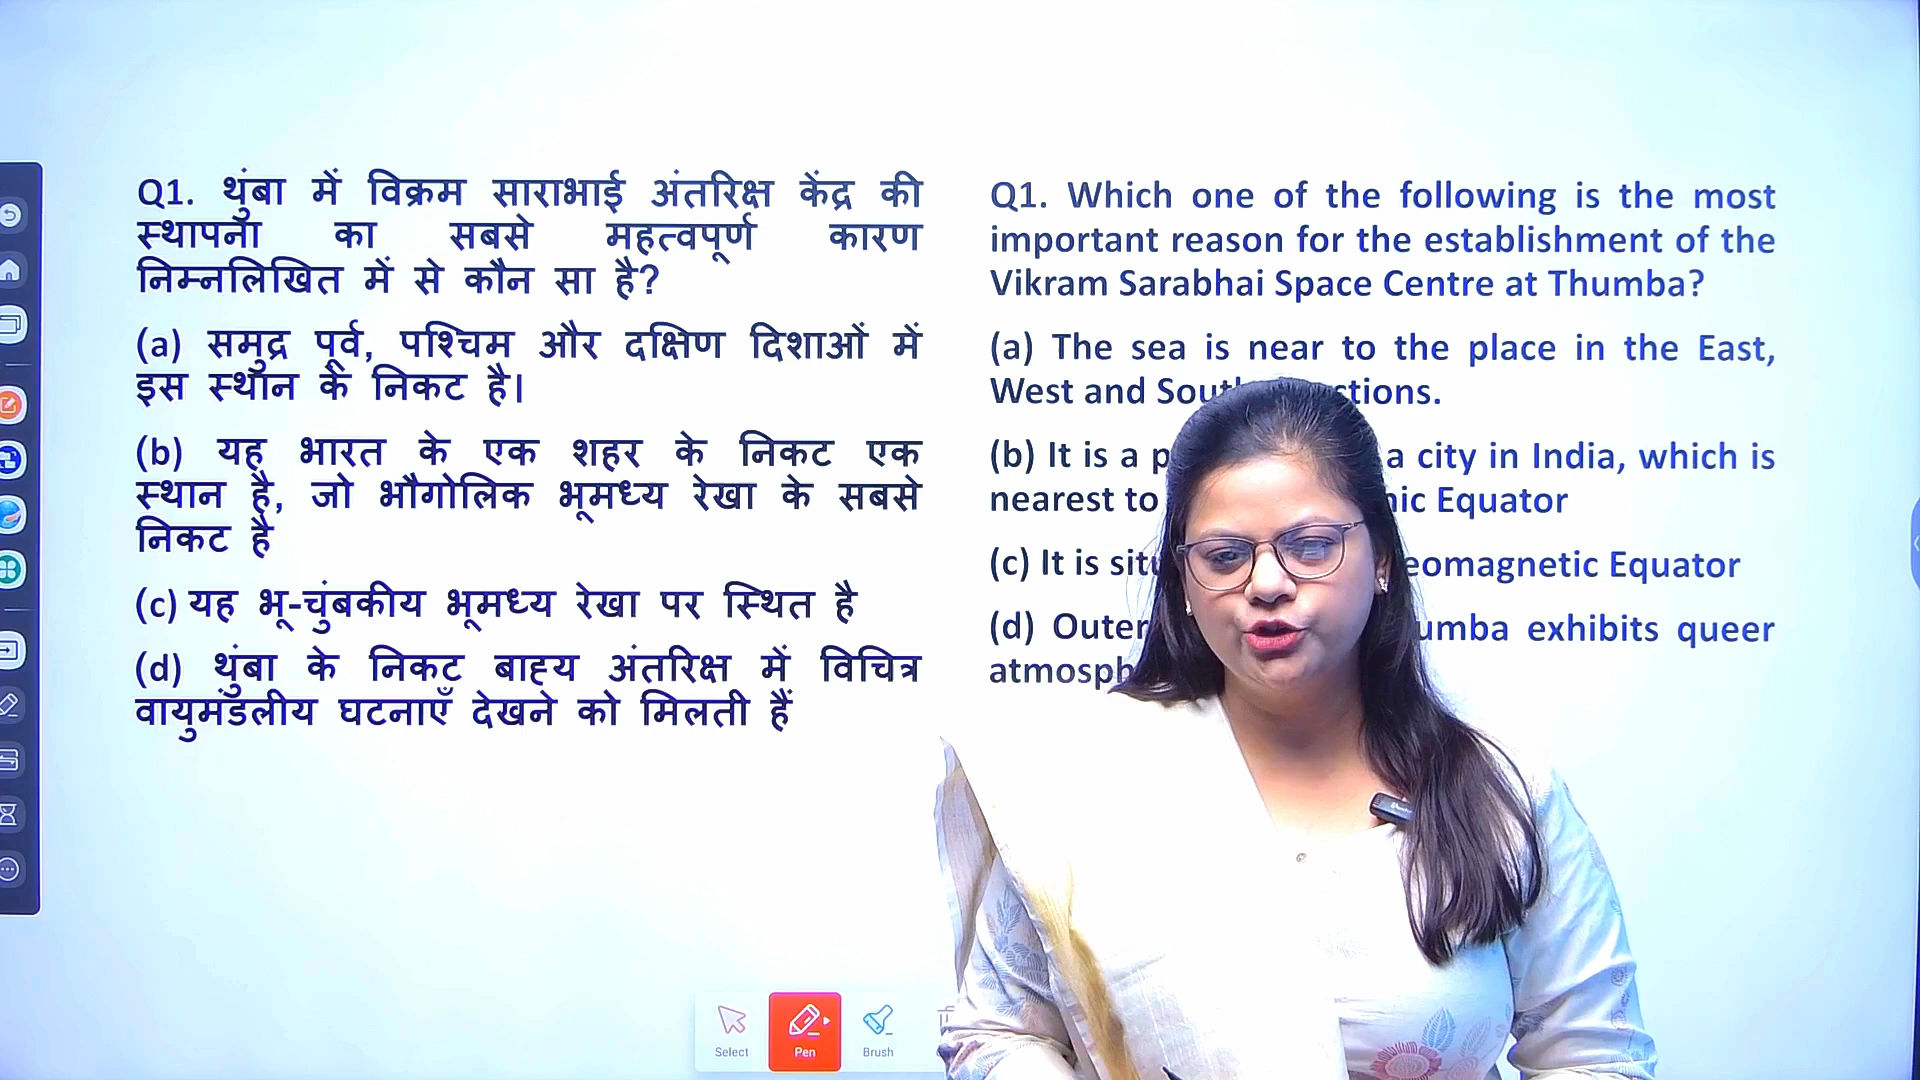 Q1. थुंबा में विक्रम साराभाई अंतरिक्ष केंद्र की
स्थापना का सबसे महत्वपूर्ण कारण
निम्नलिखित में से कौन सा है?
(a) समुद्र पूर्व, पश्चिम और दक्षिण दिशाओं में
इस स्थान के निकट है।
(b) यह भारत के एक शहर के निकट एक
स्थान है, जो भौगोलिक भूमध्य रेखा के सबसे
निकट है
(c) यह भू-चुंबकीय भूमध्य रेखा पर स्थित है
(d) थुंबा के निकट बाह्य अंतरिक्ष में विचित्र
वायुमंडलीय घटनाएँ देखने को मिलती हैं
Q1. Which one of the following is the most
important reason for the establishment of the
Vikram Sarabhai Space Centre at Thumba?
(a) The sea is near to the place in the East,
West and
(b) It is a a city in India, which is
nearest to Equator
(c) It is Equator
(d) Outer exhibits queer
Select
Pen
Brush